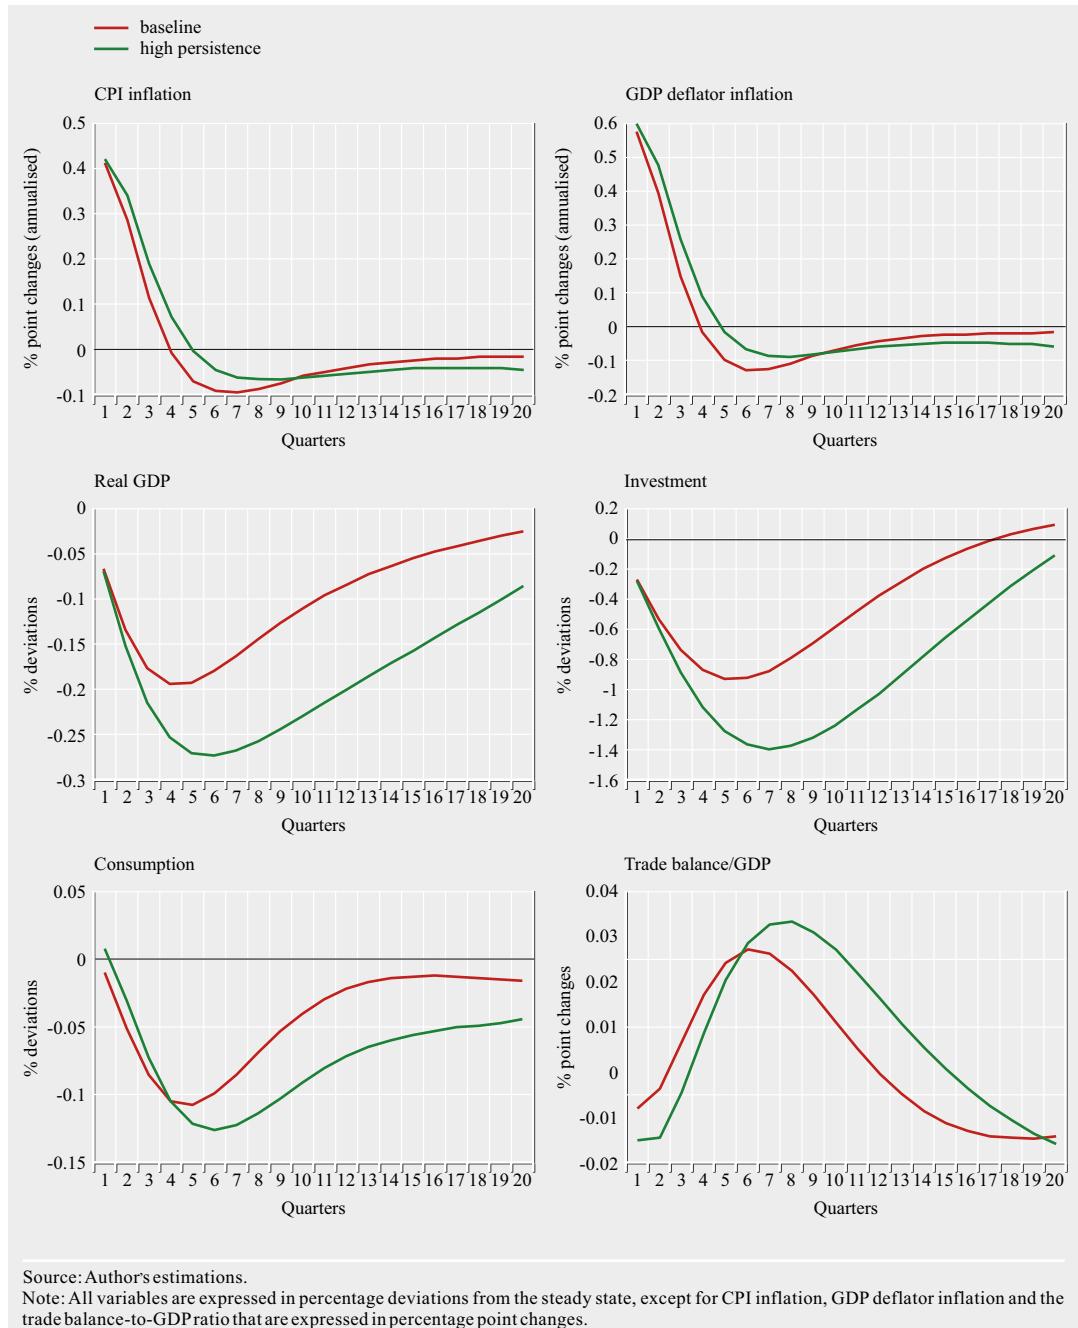 baseline
high persistence
CPI inflation
% point changes (annualised)
0.5
0.4
0.3
0.2
0.1
0
-0.1
1 2 3 4 5 6 7 8 9 10 11 12 13 14 15 16 17 18 19 20
Quarters
GDP deflator inflation
% point changes (annualised)
0.6
0.5
0.4
0.3
0.2
0.1
0
-0.1
-0.2
1 2 3 4 5 6 7 8 9 10 11 12 13 14 15 16 17 18 19 20
Quarters
Real GDP
% deviations
0
-0.05
-0.1
-0.15
-0.2
-0.25
-0.3
1 2 3 4 5 6 7 8 9 10 11 12 13 14 15 16 17 18 19 20
Quarters
Investment
% deviations
0.2
0
-0.2
-0.4
-0.6
-0.8
-1
-1.2
-1.4
-1.6
1 2 3 4 5 6 7 8 9 10 11 12 13 14 15 16 17 18 19 20
Quarters
Consumption
% deviations
0.05
0
-0.05
-0.1
-0.15
1 2 3 4 5 6 7 8 9 10 11 12 13 14 15 16 17 18 19 20
Quarters
Trade balance/GDP
% point changes
0.04
0.03
0.02
0.01
0
-0.01
-0.02
1 2 3 4 5 6 7 8 9 10 11 12 13 14 15 16 17 18 19 20
Quarters
Source: Author's estimations.
Note: All variables are expressed in percentage deviations from the steady state, except for CPI inflation, GDP deflator inflation and the
trade balance-to-GDP ratio that are expressed in percentage point changes.